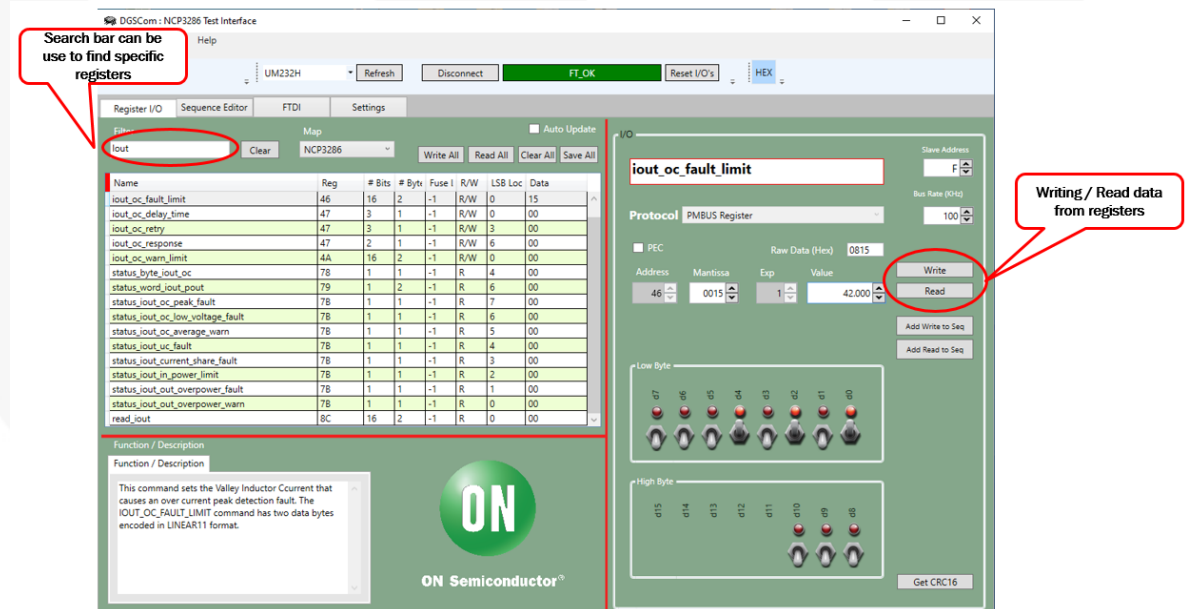 DGSCom : NCP3286 Test Interface
Search bar can be
use to find specific
registers
Help
UM232H
Refresh
Disconnect
FT_OK
Reset I/O's
HEX
Register I/O
Sequence Editor
FTDI
Settings
Filter
Iout
Clear
Map
NCP3286
Auto Update
Write All
Read All
Clear All
Save All
Name Reg # Bits # Byte Fuse I R/W LSB Loc Data
iout_oc_fault_limit 46 16 2 -1 R/W 0 15
iout_oc_delay_time 47 3 1 -1 R/W 0 00
iout_oc_retry 47 3 1 -1 R/W 3 00
iout_oc_response 47 2 1 -1 R/W 6 00
iout_oc_warn_limit 4A 16 2 -1 R/W 0 00
status_byte_iout_oc 78 1 1 -1 R 4 00
status_word_iout_pout 79 1 2 -1 R 6 00
status_iout_oc_peak_fault 7B 1 1 -1 R 7 00
status_iout_oc_low_voltage_fault 7B 1 1 -1 R 6 00
status_iout_oc_average_warn 7B 1 1 -1 R 5 00
status_iout_uc_fault 7B 1 1 -1 R 4 00
status_iout_current_share_fault 7B 1 1 -1 R 3 00
status_iout_in_power_limit 7B 1 1 -1 R 2 00
status_iout_out_overpower_fault 7B 1 1 -1 R 1 00
status_iout_out_overpower_warn 7B 1 1 -1 R 0 00
read_iout 8C 16 2 -1 R 0 00
Function / Description
Function / Description
This command sets the Valley Inductor Ccurrent that
causes an over current peak detection fault. The
IOUT_OC_FAULT_LIMIT command has two data bytes
encoded in LINEAR11 format.
ON
ON Semiconductor®
I/O
iout_oc_fault_limit
Slave Address
F
Bus Rate (KHz)
100
Protocol PMBUS Register
PEC
Raw Data (Hex) 0815
Address Mantissa Exp Value
46 0015 1 42.000
Write
Read
Add Write to Seq
Add Read to Seq
Low Byte
d7 d6 d5 d4 d3 d2 d1 d0
High Byte
d15 d14 d13 d12 d11 d10 d9 d8
Get CRC16
Writing / Read data
from registers